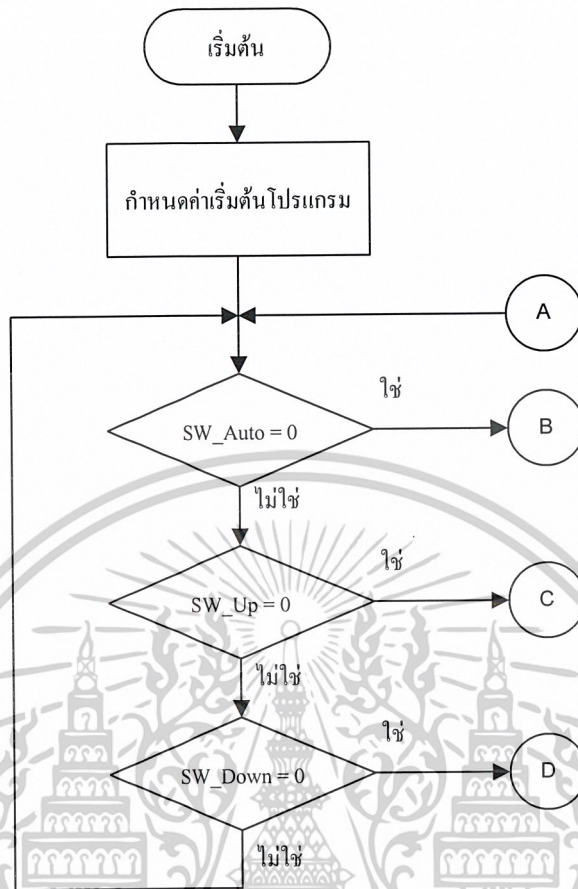 เริ่มต้น
กำหนดค่าเริ่มต้นโปรแกรม
A
ใช่
SW_Auto = 0
B
ไม่ใช่
ใช่
SW_Up = 0
C
ไม่ใช่
ใช่
SW_Down = 0
D
ไม่ใช่